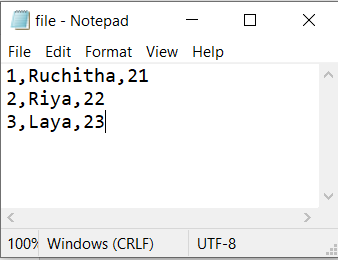 file - Notepad
File Edit Format View Help
1,Ruchitha,21
2,Riya,22
3,Laya,23
100% Windows (CRLF) UTF-8